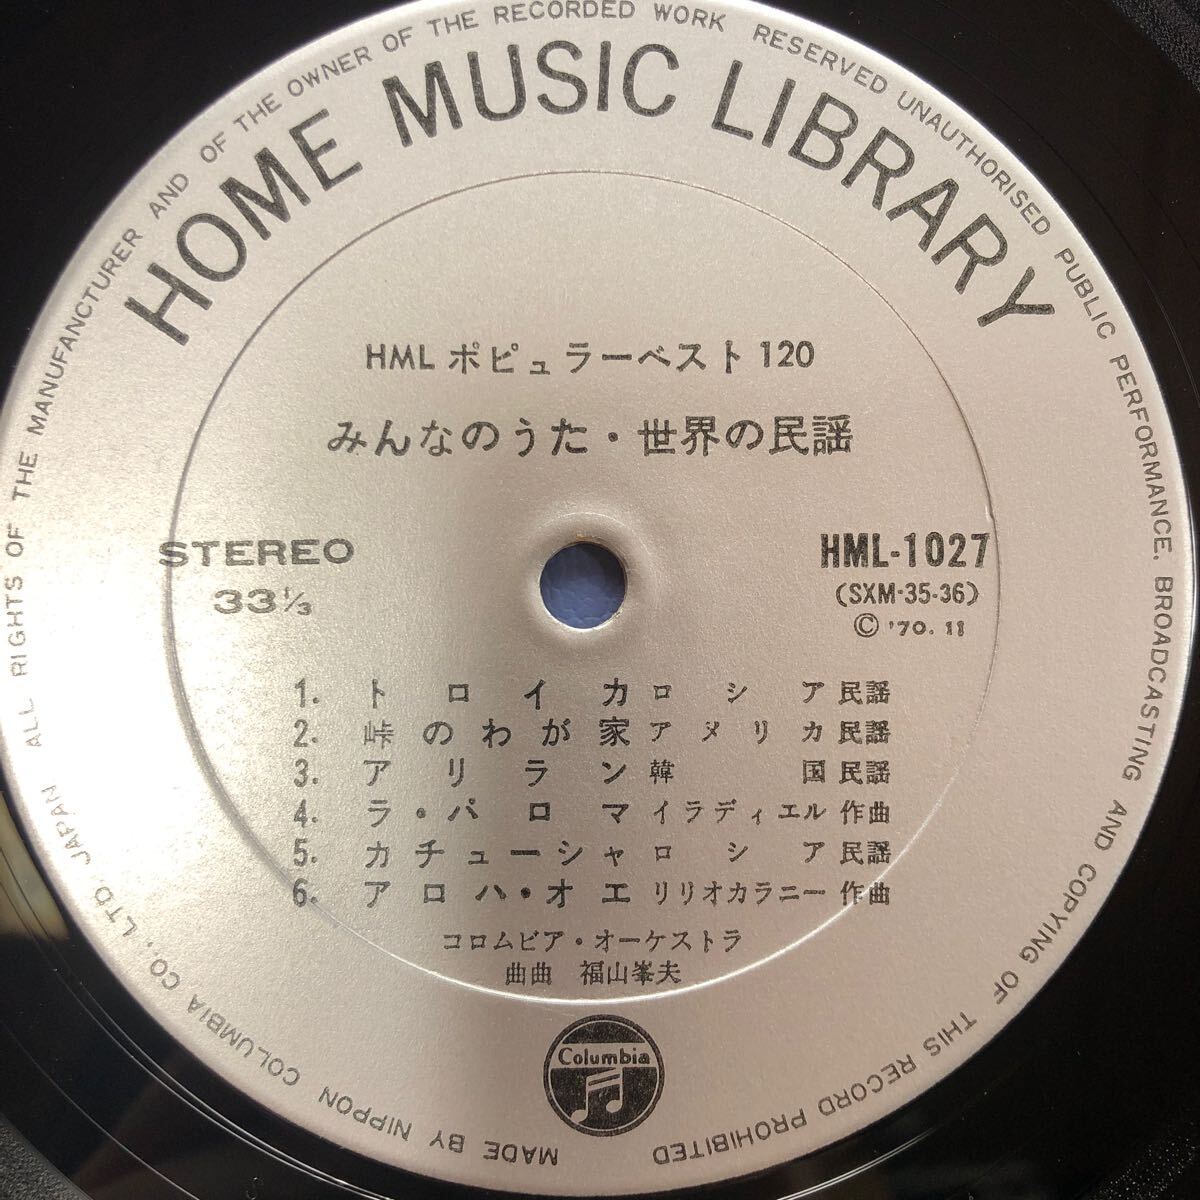 ALL RIGHTS OF THE MANUFANCTURER AND OF THE OWNER OF THE RECORDED WORK RESERVED UNAUTHORISED PUBLIC PERFORMANCE. BROADCASTING AND COPYING OF THIS RECORD PROHIBITED
HOME MUSIC LIBRARY
HML ポピュラーベスト 120
みんなのうた・世界の民謡
STEREO
33⅓
HML-1027
(SXM-35-36)
© '70. 11
1. トロイカ ロシア民謡
2. 峠のわが家 アメリカ民謡
3. アリラン 韓国民謡
4. ラ・パロマ イラディエル作曲
5. カチューシャ ロシア民謡
6. アロハ・オエ リリオカラニー作曲
コロムビア・オーケストラ
曲曲 福山峯夫
Columbia
MADE BY NIPPON COLUMBIA CO., LTD. JAPAN